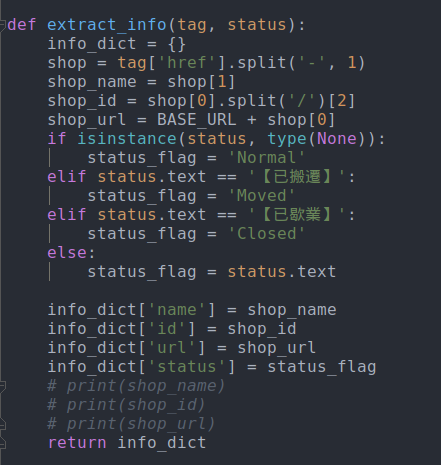 def extract_info(tag, status):
    info_dict = {}
    shop = tag['href'].split('-', 1)
    shop_name = shop[1]
    shop_id = shop[0].split('/')[2]
    shop_url = BASE_URL + shop[0]
    if isinstance(status, type(None)):
        status_flag = 'Normal'
    elif status.text == '【已搬遷】':
        status_flag = 'Moved'
    elif status.text == '【已歇業】':
        status_flag = 'Closed'
    else:
        status_flag = status.text

    info_dict['name'] = shop_name
    info_dict['id'] = shop_id
    info_dict['url'] = shop_url
    info_dict['status'] = status_flag
    # print(shop_name)
    # print(shop_id)
    # print(shop_url)
    return info_dict